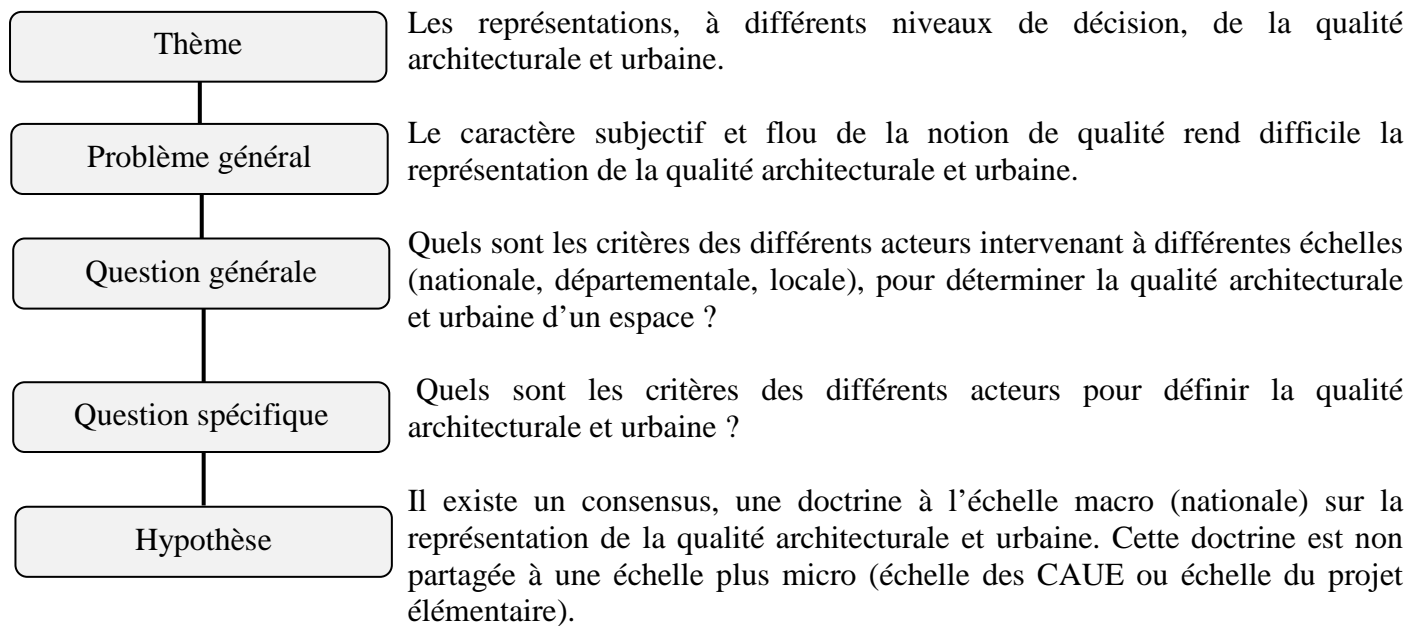 Thème
Les représentations, à différents niveaux de décision, de la qualité
architecturale et urbaine.
Problème général
Le caractère subjectif et flou de la notion de qualité rend difficile la
représentation de la qualité architecturale et urbaine.
Question générale
Quels sont les critères des différents acteurs intervenant à différentes échelles
(nationale, départementale, locale), pour déterminer la qualité architecturale
et urbaine d’un espace ?
Question spécifique
Quels sont les critères des différents acteurs pour définir la qualité
architecturale et urbaine ?
Hypothèse
Il existe un consensus, une doctrine à l’échelle macro (nationale) sur la
représentation de la qualité architecturale et urbaine. Cette doctrine est non
partagée à une échelle plus micro (échelle des CAUE ou échelle du projet
élémentaire).